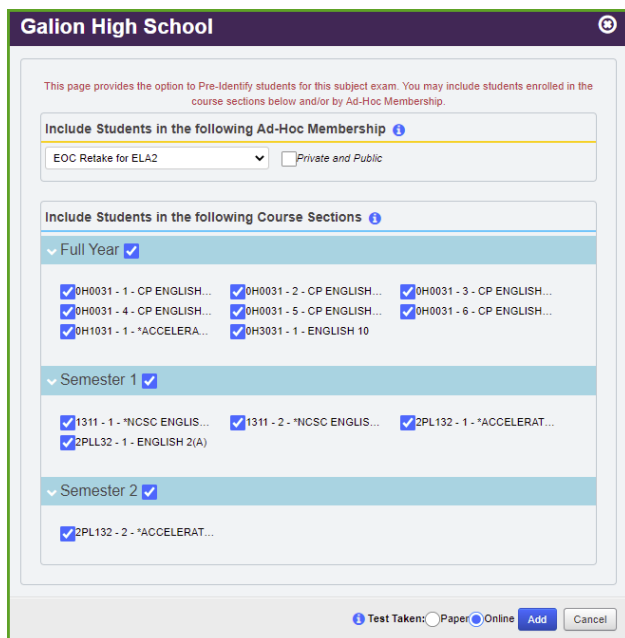 Galion High School
This page provides the option to Pre-Identify students for this subject exam. You may include students enrolled in the
course sections below and/or by Ad-Hoc Membership.
Include Students in the following Ad-Hoc Membership
EOC Retake for ELA2 Private and Public
Include Students in the following Course Sections
Full Year
0H0031 - 1 - CP ENGLISH... 0H0031 - 2 - CP ENGLISH... 0H0031 - 3 - CP ENGLISH...
0H0031 - 4 - CP ENGLISH... 0H0031 - 5 - CP ENGLISH... 0H0031 - 6 - CP ENGLISH...
0H1031 - 1 - *ACCELERA... 0H3031 - 1 - ENGLISH 10
Semester 1
1311 - 1 - *NCSC ENGLIS... 1311 - 2 - *NCSC ENGLIS... 2PL132 - 1 - *ACCELERAT...
2PLL32 - 1 - ENGLISH 2(A)
Semester 2
2PL132 - 2 - *ACCELERAT...
Test Taken: Paper Online Add Cancel